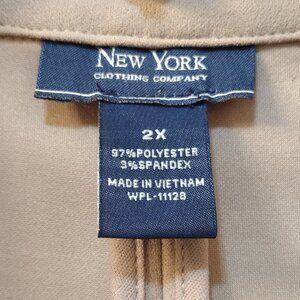 NEW YORK
CLOTHING COMPANY
2X
97%POLYESTER
3%SPANDEX
MADE IN VIETNAM
WPL-11128